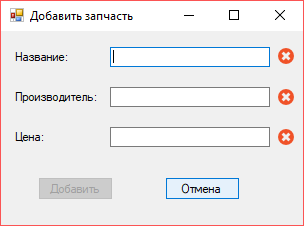 Добавить запчасть
Название:
Производитель:
Цена:
Добавить Отмена